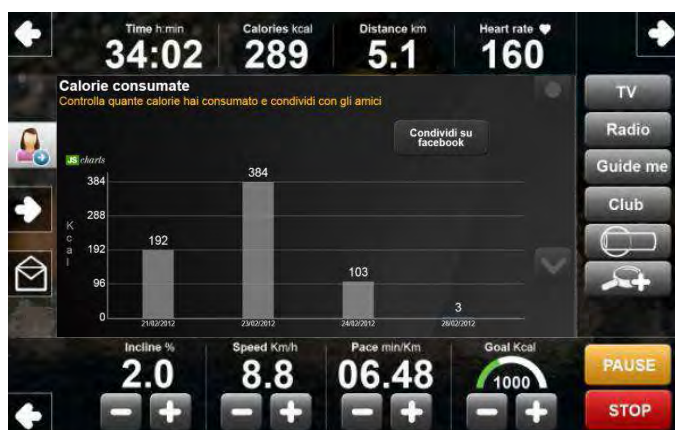 Time h:min
34:02
Calories kcal
289
Distance km
5.1
Heart rate
160
Calorie consumate
Controlla quante calorie hai consumato e condividi con gli amici
Condividi su
facebook
JS charts
Kcal
384
288
192
96
0
192
384
103
3
21/02/2012
23/02/2012
24/02/2012
26/02/2012
TV
Radio
Guide me
Club
Incline %
2.0
Speed Km/h
8.8
Pace min/Km
06.48
Goal Kcal
1000
PAUSE
STOP